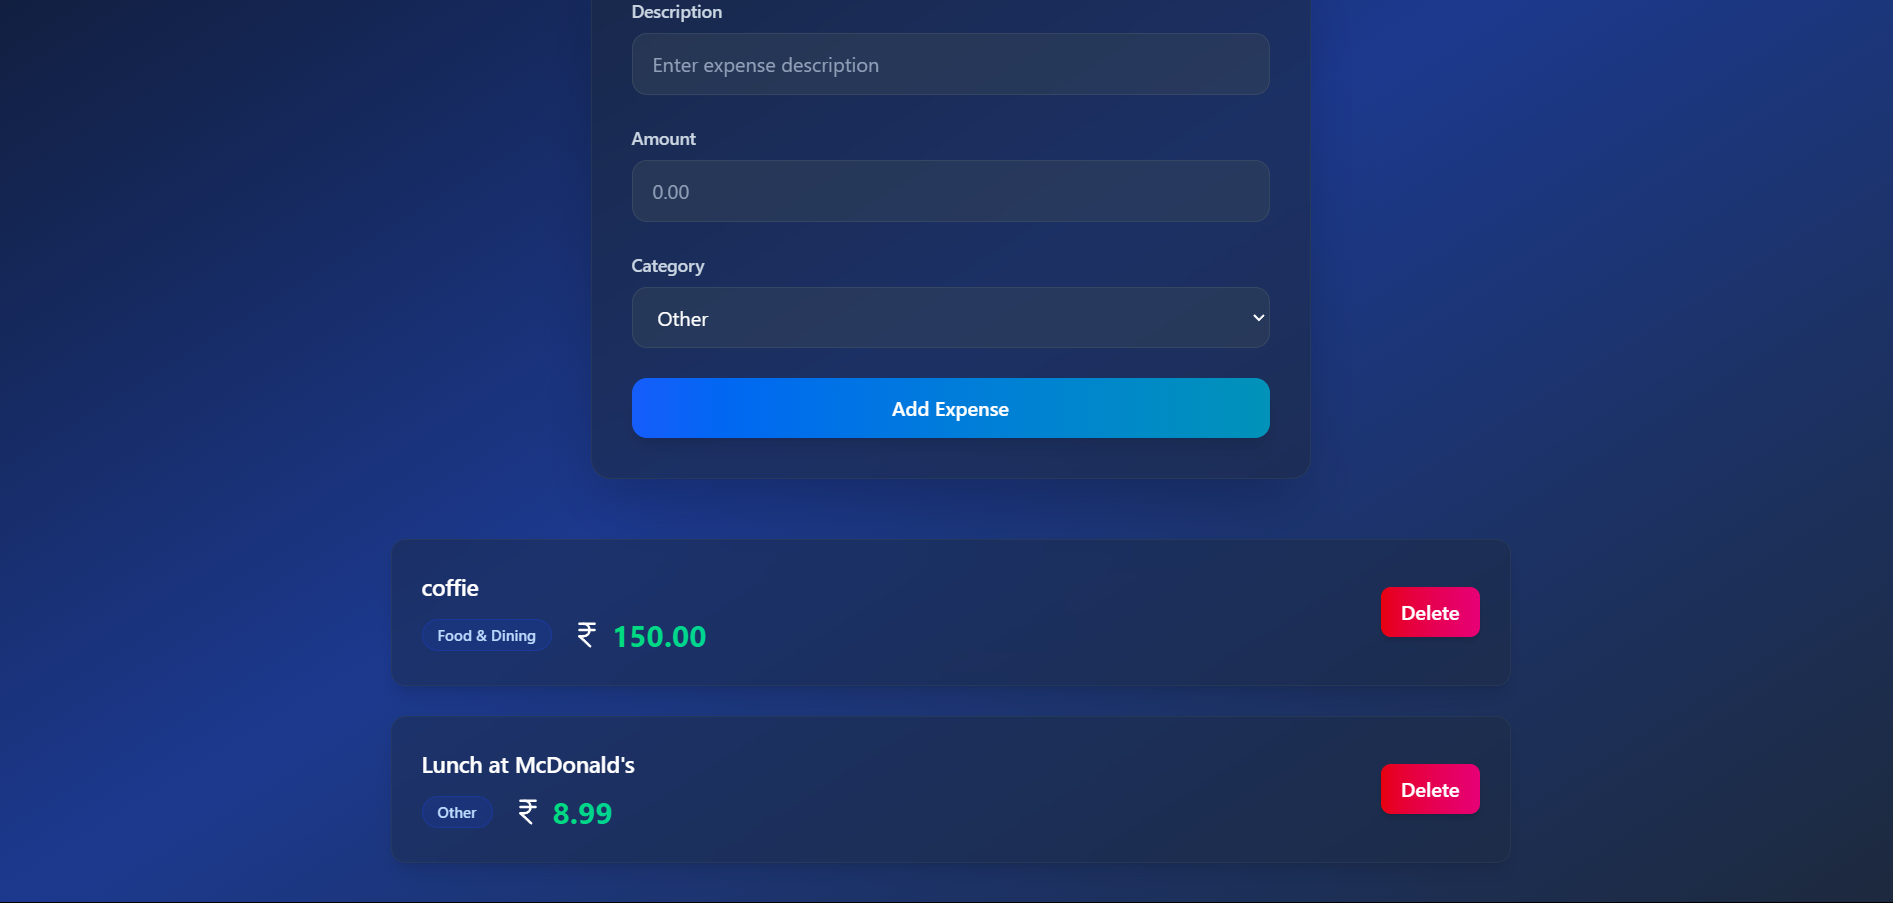 Description
Enter expense description
Amount
0.00
Category
Other
Add Expense
coffie
Food & Dining ₹ 150.00
Delete
Lunch at McDonald's
Other ₹ 8.99
Delete